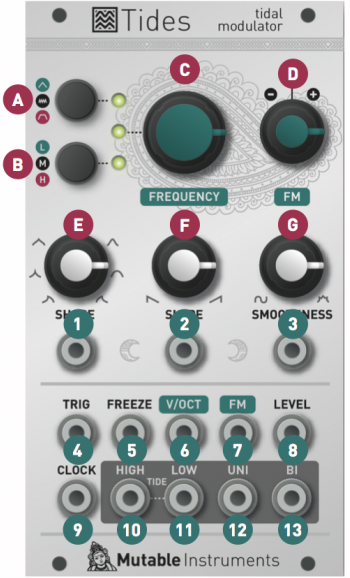 Tides
tidal
modulator
A
B
L
M
H
C
D
FREQUENCY
FM
E
F
G
SMOOTHNESS
1
2
3
TRIG
FREEZE
V/OCT
FM
LEVEL
4
5
6
7
8
CLOCK
HIGH
LOW
UNI
BI
TIDE
9
10
11
12
13
Mutable Instruments